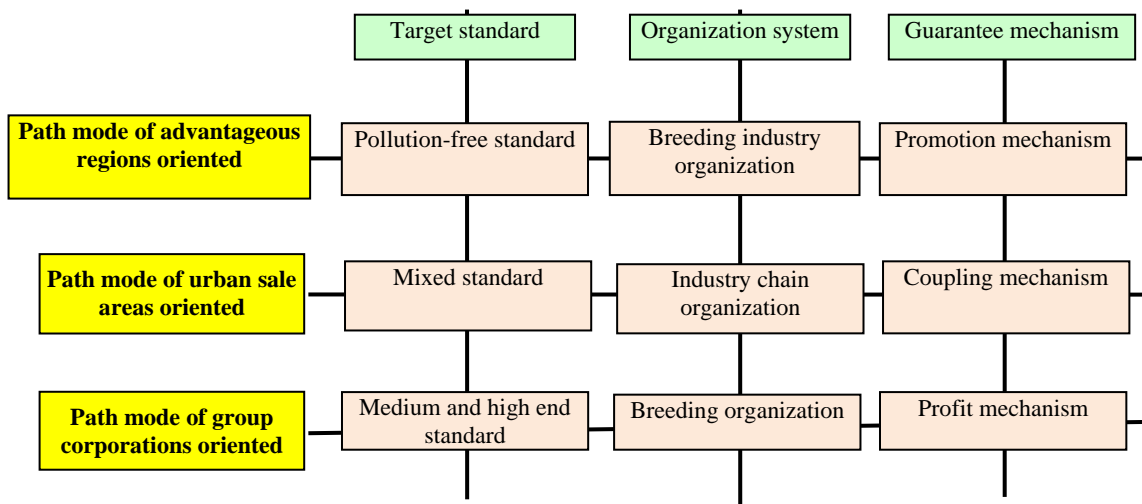 Target standard
Organization system
Guarantee mechanism
Path mode of advantageous
regions oriented
Pollution-free standard
Breeding industry
organization
Promotion mechanism
Path mode of urban sale
areas oriented
Mixed standard
Industry chain
organization
Coupling mechanism
Path mode of group
corporations oriented
Medium and high end
standard
Breeding organization
Profit mechanism